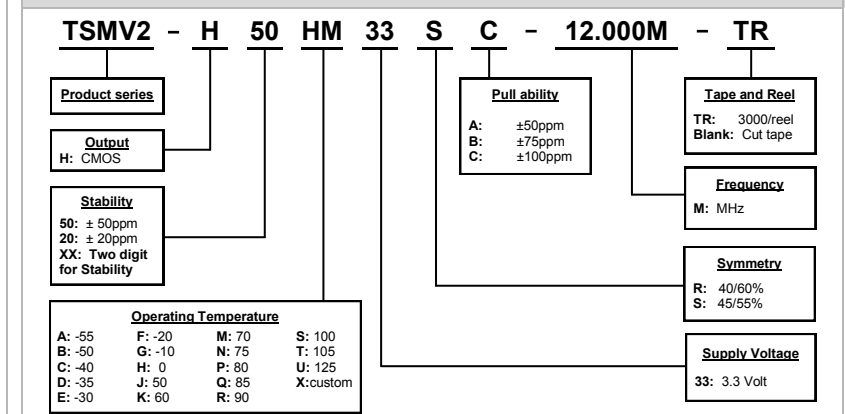 TSMV2 - H 50 HM 33 S C - 12.000M - TR
Product series
Output
H: CMOS
Stability
50: ± 50ppm
20: ± 20ppm
XX: Two digit
for Stability
Operating Temperature
A: -55 F: -20 M: 70 S: 100
B: -50 G: -10 N: 75 T: 105
C: -40 H: 0 P: 80 U: 125
D: -35 J: 50 Q: 85 X:custom
E: -30 K: 60 R: 90
Pull ability
A: ±50ppm
B: ±75ppm
C: ±100ppm
Tape and Reel
TR: 3000/reel
Blank: Cut tape
Frequency
M: MHz
Symmetry
R: 40/60%
S: 45/55%
Supply Voltage
33: 3.3 Volt